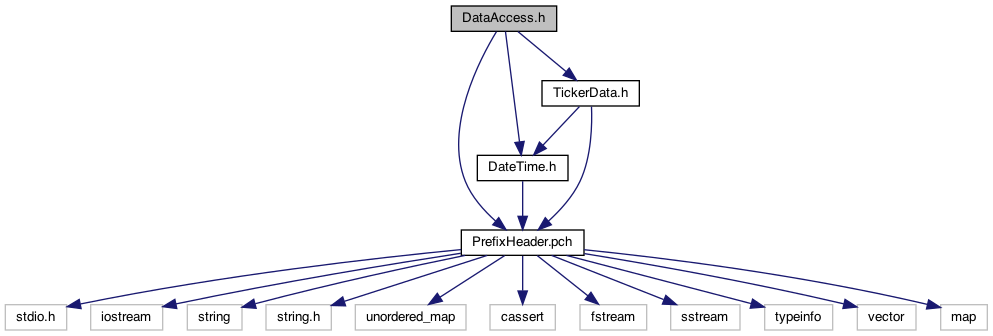 DataAccess.h
TickerData.h
DateTime.h
PrefixHeader.pch
stdio.h
iostream
string
string.h
unordered_map
cassert
fstream
sstream
typeinfo
vector
map